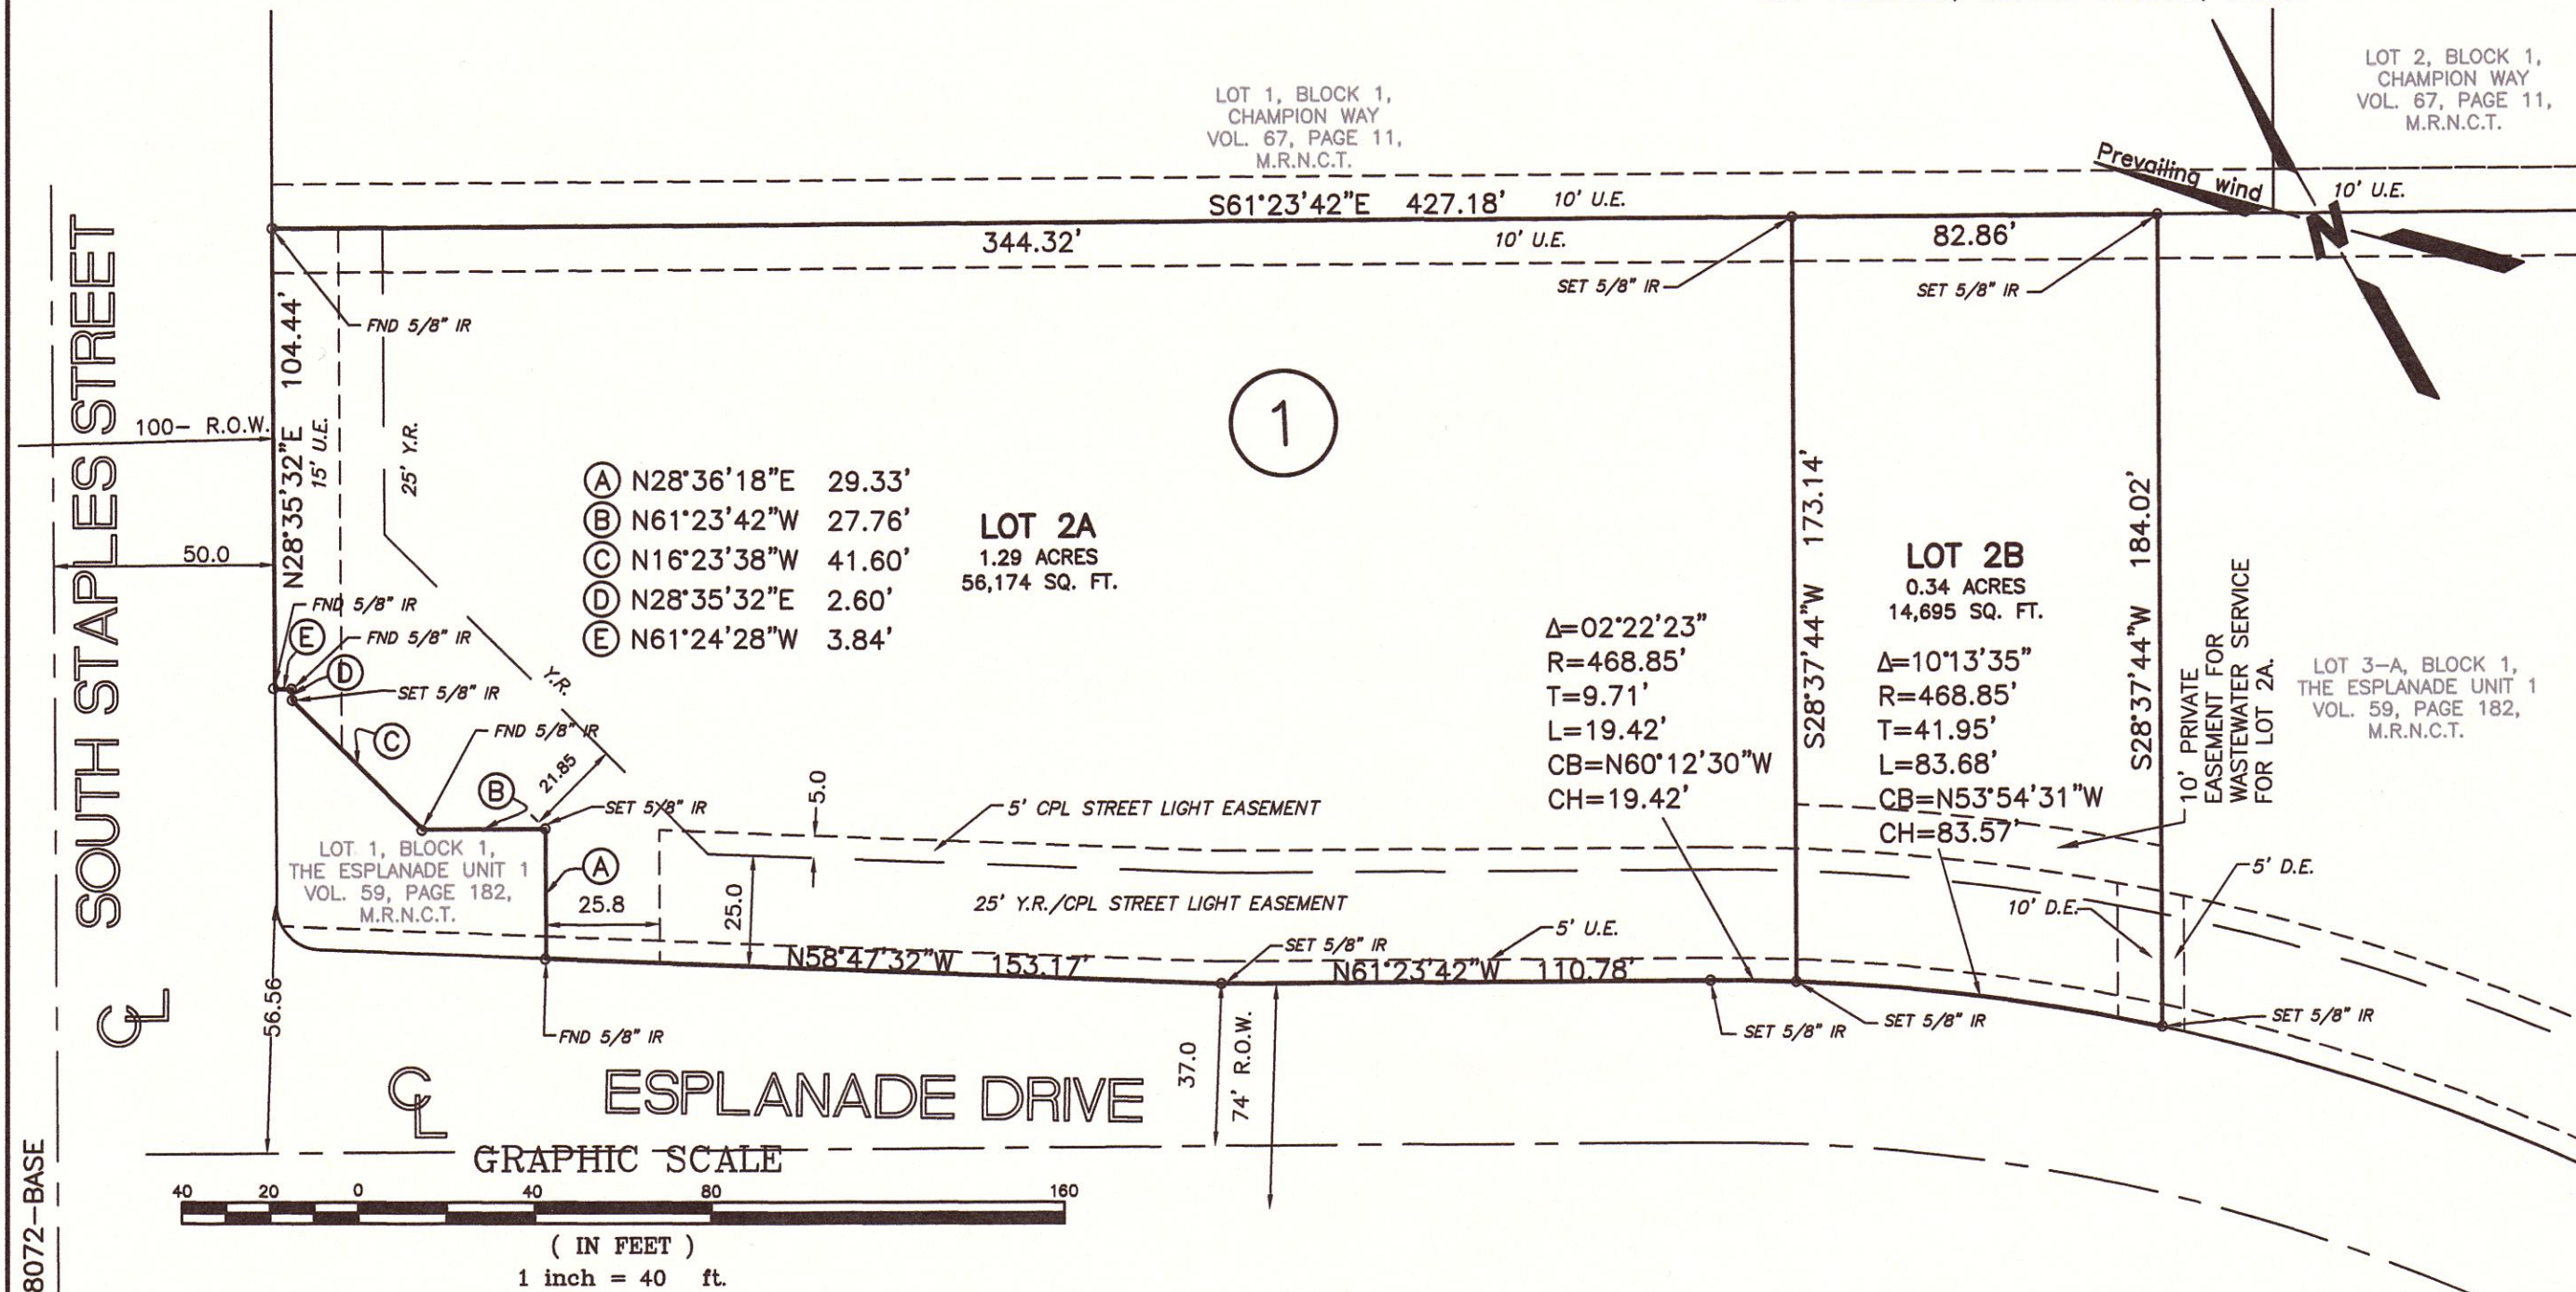 LOT 1, BLOCK 1,
CHAMPION WAY
VOL. 67, PAGE 11,
M.R.N.C.T.
LOT 2, BLOCK 1,
CHAMPION WAY
VOL. 67, PAGE 11,
M.R.N.C.T.
Prevailing wind
N
10' U.E.
S61°23'42"E 427.18' 10' U.E.
344.32'
10' U.E.
82.86'
SET 5/8" IR
SET 5/8" IR
FND 5/8" IR
SOUTH STAPLES STREET
100- R.O.W.
50.0
N28°35'32"E 104.44'
15' U.E.
25' Y.R.
1
Ⓐ N28°36'18"E 29.33'
Ⓑ N61°23'42"W 27.76'
Ⓒ N16°23'38"W 41.60'
Ⓓ N28°35'32"E 2.60'
Ⓔ N61°24'28"W 3.84'
LOT 2A
1.29 ACRES
56,174 SQ. FT.
S28°37'44"W 173.14'
LOT 2B
0.34 ACRES
14,695 SQ. FT.
S28°37'44"W 184.02'
Δ=02°22'23"
R=468.85'
T=9.71'
L=19.42'
CB=N60°12'30"W
CH=19.42'
Δ=10°13'35"
R=468.85'
T=41.95'
L=83.68'
CB=N53°54'31"W
CH=83.57'
10' PRIVATE
EASEMENT FOR
WASTEWATER SERVICE
FOR LOT 2A.
LOT 3-A, BLOCK 1,
THE ESPLANADE UNIT 1
VOL. 59, PAGE 182,
M.R.N.C.T.
FND 5/8" IR
Ⓔ
FND 5/8" IR
Ⓓ
SET 5/8" IR
Y.R.
Ⓒ
FND 5/8" IR
21.85
Ⓑ
SET 5/8" IR
5.0
5' CPL STREET LIGHT EASEMENT
LOT 1, BLOCK 1,
THE ESPLANADE UNIT 1
VOL. 59, PAGE 182,
M.R.N.C.T.
Ⓐ
25.8
25.0
25' Y.R./CPL STREET LIGHT EASEMENT
5' D.E.
10' D.E.
5' U.E.
N58°47'32"W 153.17'
SET 5/8" IR
N61°23'42"W 110.78'
56.56
FND 5/8" IR
SET 5/8" IR
SET 5/8" IR
SET 5/8" IR
CL
CL
ESPLANADE DRIVE
37.0
74' R.O.W.
GRAPHIC SCALE
40 20 0 40 80 160
( IN FEET )
1 inch = 40 ft.
8072-BASE